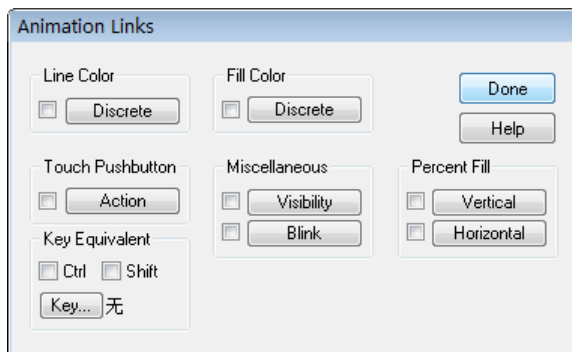 Animation Links
Line Color
Discrete
Fill Color
Discrete
Done
Help
Touch Pushbutton
Action
Miscellaneous
Visibility
Blink
Percent Fill
Vertical
Horizontal
Key Equivalent
Ctrl Shift
Key... 无